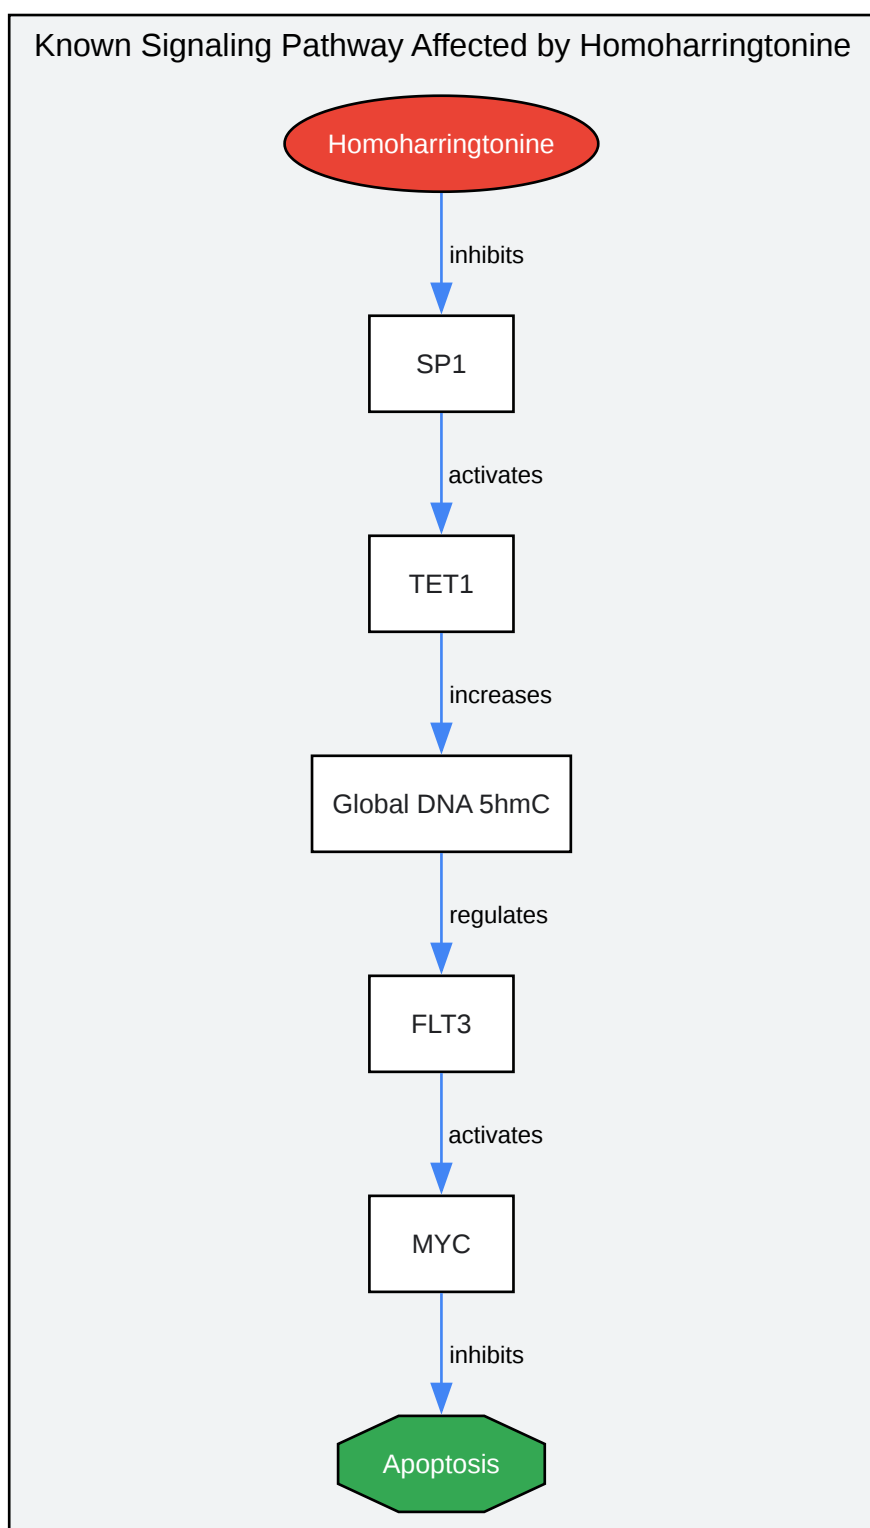 Known Signaling Pathway Affected by Homoharringtonine
Homoharringtonine
inhibits
SP1
activates
TET1
increases
Global DNA 5hmC
regulates
FLT3
activates
MYC
inhibits
Apoptosis